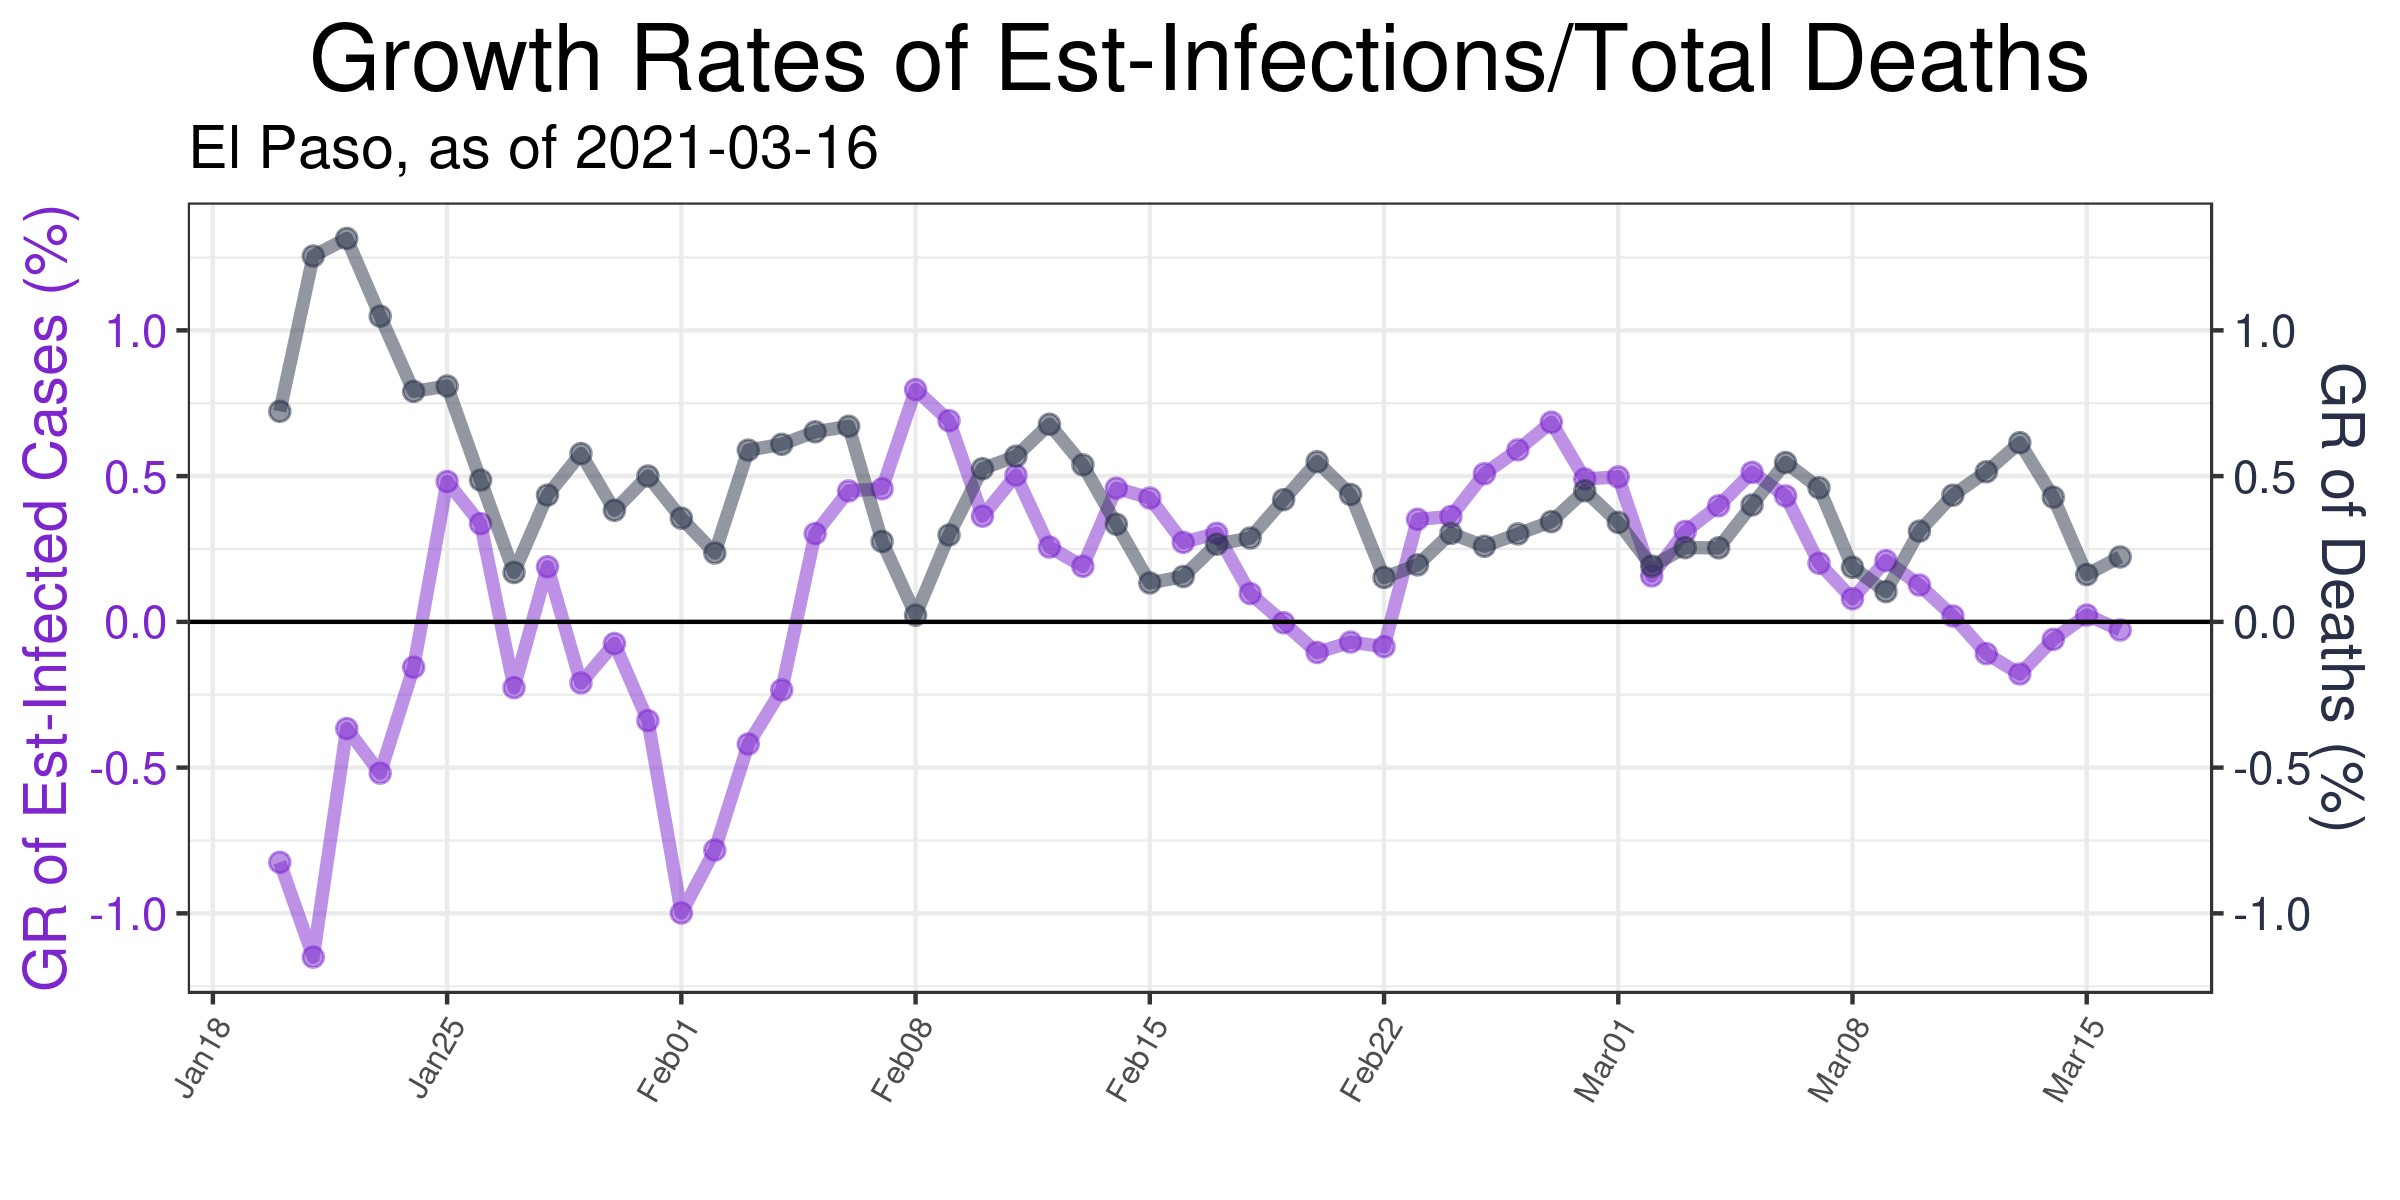 Growth Rates of Est-Infections/Total Deaths
El Paso, as of 2021-03-16
GR of Est-Infected Cases (%)
1.0
0.5
0.0
-0.5
-1.0
1.0
0.5
0.0
-0.5
-1.0
GR of Deaths (%)
Jan18 Jan25 Feb01 Feb08 Feb15 Feb22 Mar01 Mar08 Mar15